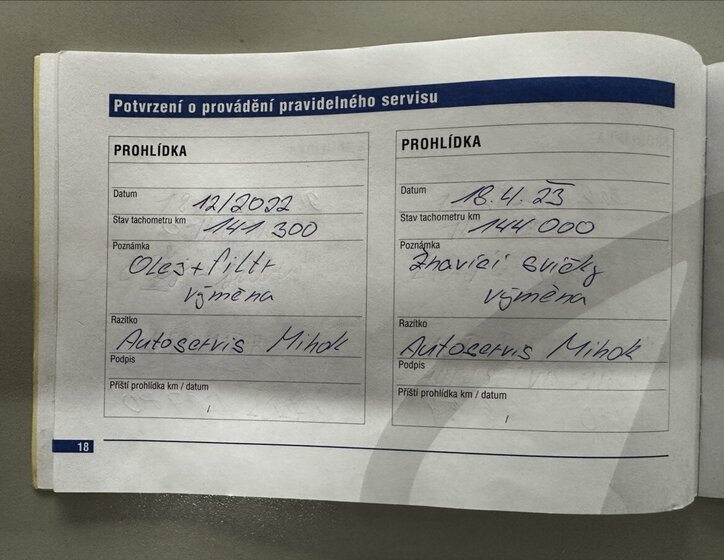 Potvrzení o provádění pravidelného servisu
PROHLÍDKA
Datum 12/2022
Stav tachometru km 141 300
Poznámka
Olej + filtr
výměna
Razítko
Autoservis Mihok
Podpis
Příští prohlídka km / datum
/
PROHLÍDKA
Datum 18.4.23
Stav tachometru km 144 000
Poznámka
Žhavící svíčky
výměna
Razítko
Autoservis Mihok
Podpis
Příští prohlídka km / datum
/
18